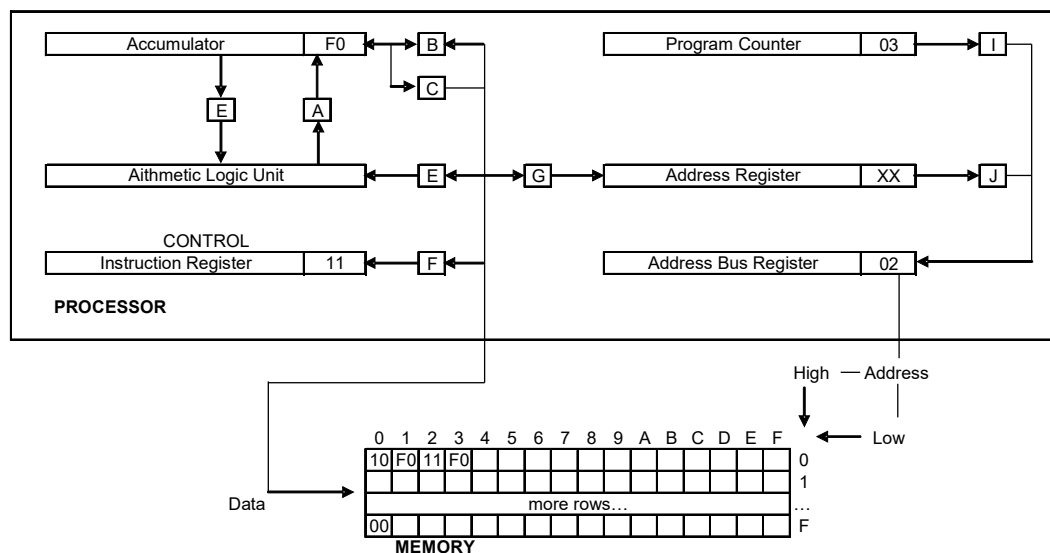 Accumulator F0 B Program Counter 03 I
C
E A
Aithmetic Logic Unit E G Address Register XX J
CONTROL
Instruction Register 11 F Address Bus Register 02
PROCESSOR
High Address
0 1 2 3 4 5 6 7 8 9 A B C D E F Low
10 F0 11 F0 0
1
Data more rows... ...
00 F
MEMORY